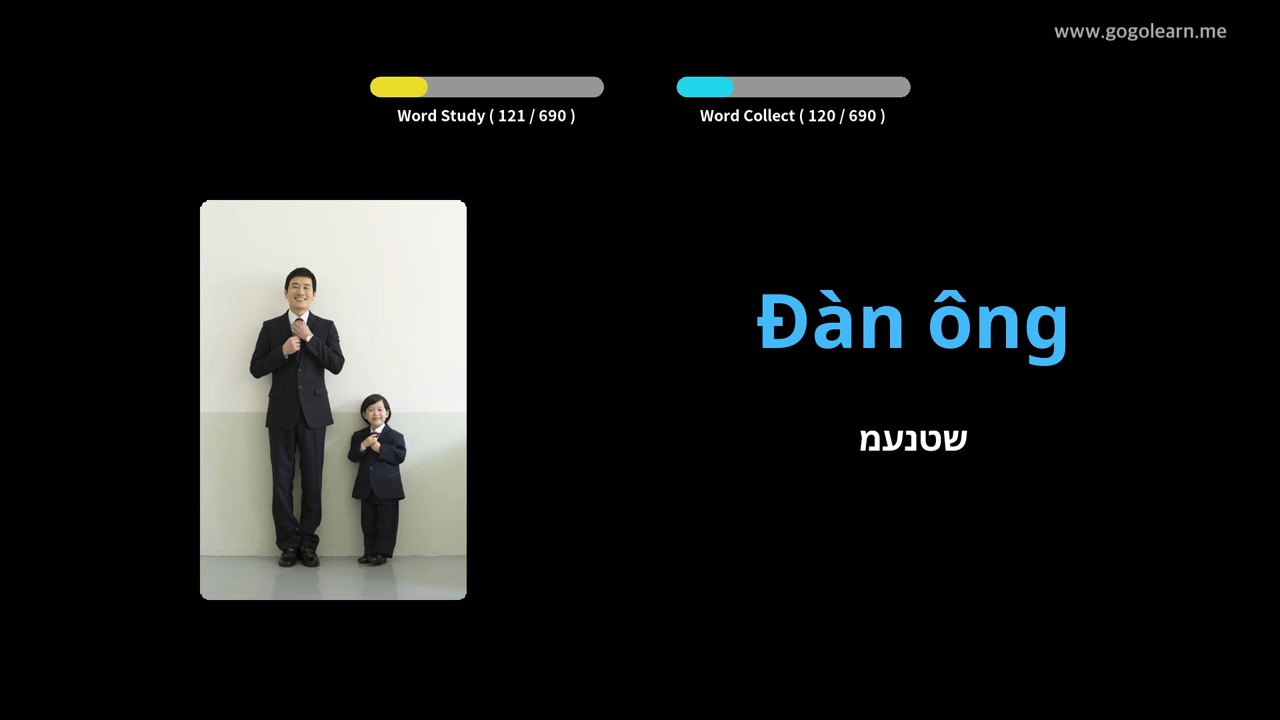 www.gogolearn.me
Word Study ( 121 / 690 )
Word Collect ( 120 / 690 )
Đàn ông
שטנעמ